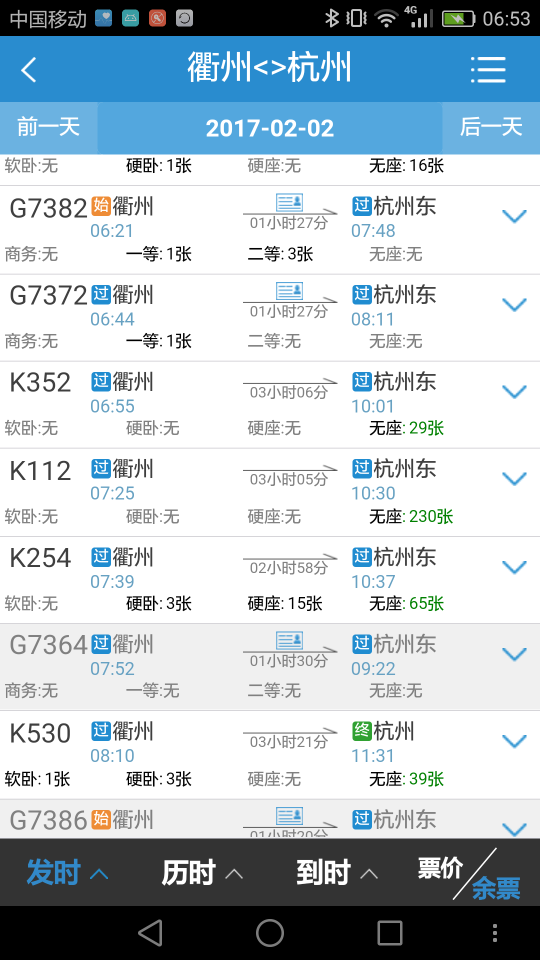 中国移动 4G 06:53
衢州<>杭州
前一天 2017-02-02 后一天
软卧:无 硬卧: 1张 硬座:无 无座: 16张
G7382 始 衢州 01小时27分 过 杭州东
06:21 07:48
商务:无 一等: 1张 二等: 3张 无座:无
G7372 过 衢州 01小时27分 过 杭州东
06:44 08:11
商务:无 一等: 1张 二等:无 无座:无
K352 过 衢州 03小时06分 过 杭州东
06:55 10:01
软卧:无 硬卧:无 硬座:无 无座: 29张
K112 过 衢州 03小时05分 过 杭州东
07:25 10:30
软卧:无 硬卧:无 硬座:无 无座: 230张
K254 过 衢州 02小时58分 过 杭州东
07:39 10:37
软卧:无 硬卧: 3张 硬座: 15张 无座: 65张
G7364 过 衢州 01小时30分 过 杭州东
07:52 09:22
商务:无 一等:无 二等:无 无座:无
K530 过 衢州 03小时21分 终 杭州
08:10 11:31
软卧: 1张 硬卧: 3张 硬座:无 无座: 39张
G7386 始 衢州 01小时20分 过 杭州东
发时 历时 到时 票价/余票